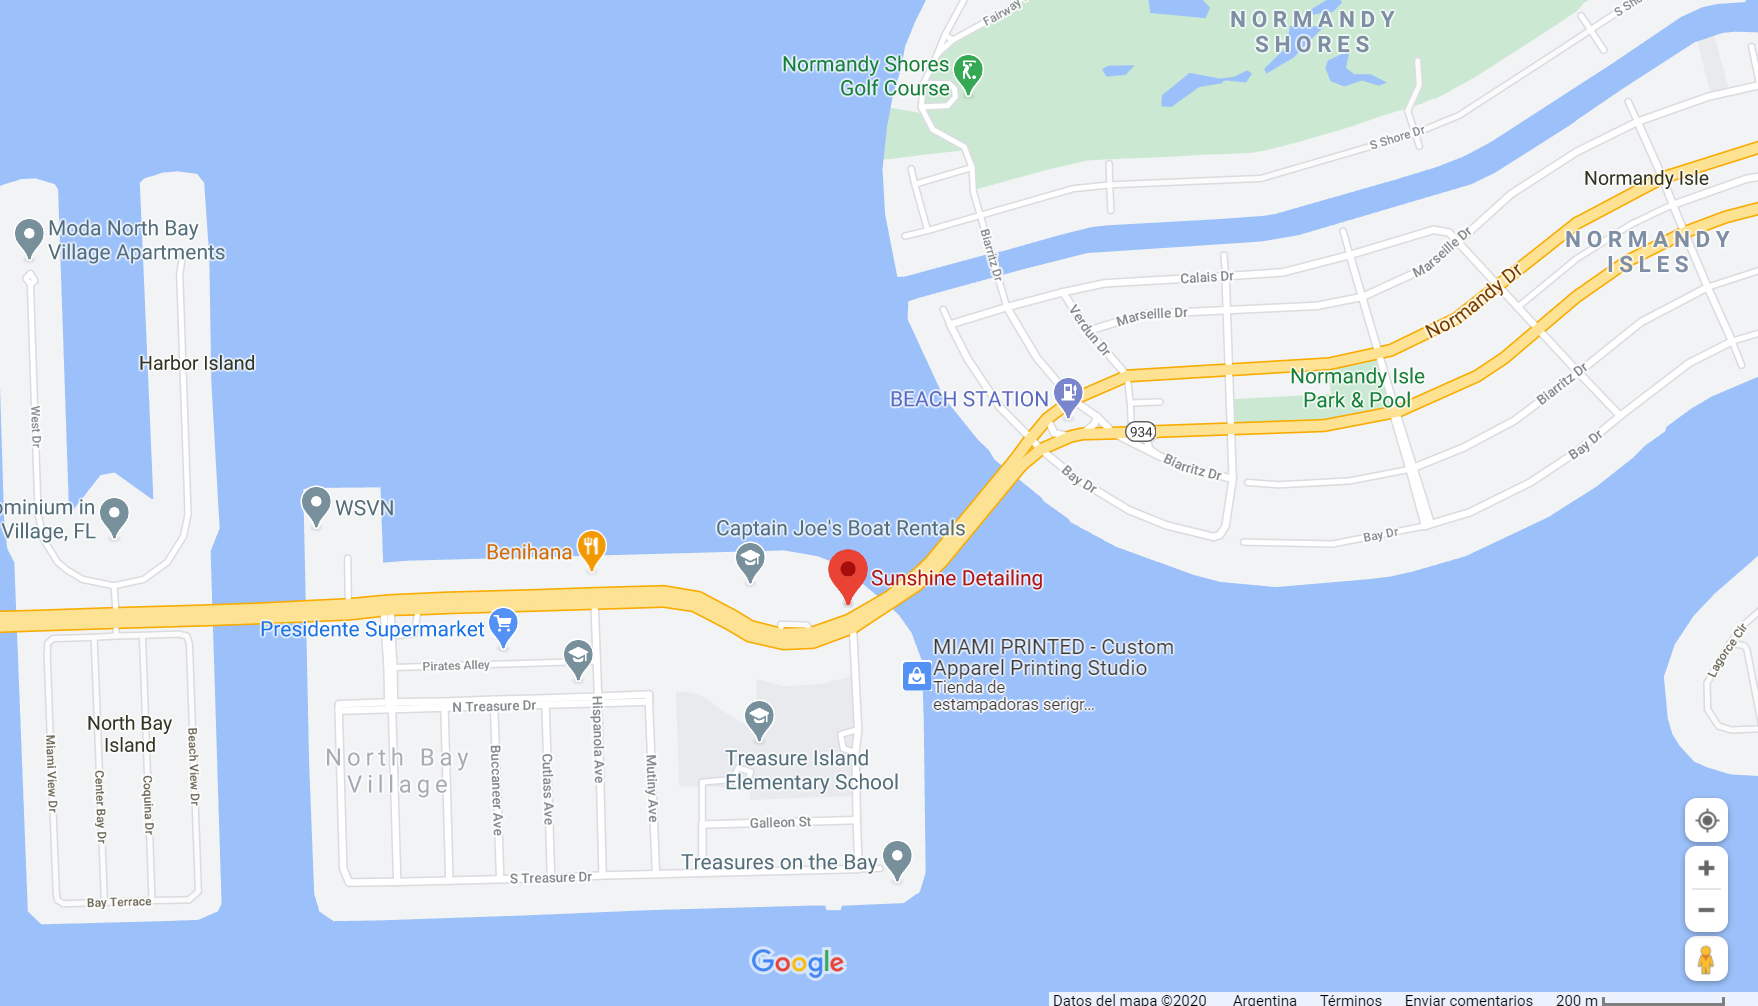 Fairway
NORMANDY
SHORES
S Sho
Normandy Shores
Golf Course
S Shore Dr
Normandy Isle
Moda North Bay
Village Apartments
Biarritz Dr
Marseille Dr
NORMANDY
ISLES
Calais Dr
Normandy Dr
Marseille Dr
Verdun Dr
Harbor Island
Normandy Isle
Park & Pool
BEACH STATION
Biarritz Dr
West Dr
934
Bay Dr
Biarritz Dr
Bay Dr
ominium in
Village, FL
WSVN
Captain Joe's Boat Rentals
Bay Dr
Benihana
Sunshine Detailing
Presidente Supermarket
Lagorce Cir
MIAMI PRINTED - Custom
Apparel Printing Studio
Tienda de
estampadoras serigr...
Pirates Alley
N Treasure Dr
Hispanola Ave
North Bay
Island
Miami View Dr
Center Bay Dr
Coquina Dr
Beach View Dr
North Bay
Village
Buccaneer Ave
Cutlass Ave
Mutiny Ave
Treasure Island
Elementary School
Galleon St
Treasures on the Bay
S Treasure Dr
Bay Terrace
Google
Datos del mapa ©2020 Argentina Términos Enviar comentarios 200 m